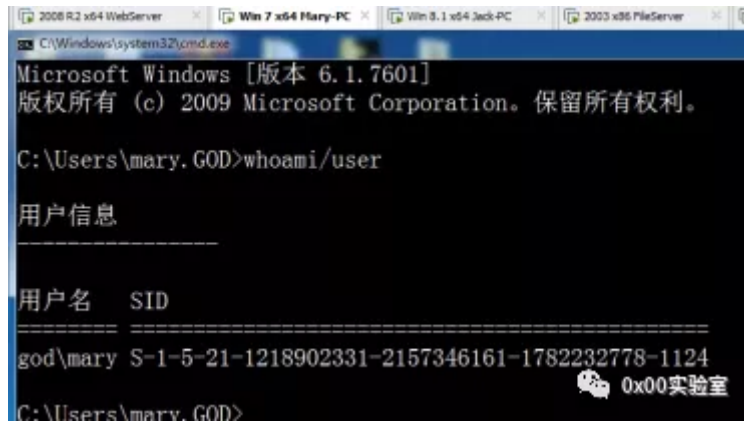 2008 R2 x64 WebServer × Win 7 x64 Mary-PC × Win 8.1 x64 Jack-PC × 2003 x86 FileServer ×
C:\Windows\system32\cmd.exe
Microsoft Windows [版本 6.1.7601]
版权所有 (c) 2009 Microsoft Corporation。保留所有权利。
C:\Users\mary.GOD>whoami/user
用户信息
----------------
用户名 SID
======== ==============================================
god\mary S-1-5-21-1218902331-2157346161-1782232778-1124
0x00实验室
C:\Users\mary.GOD>